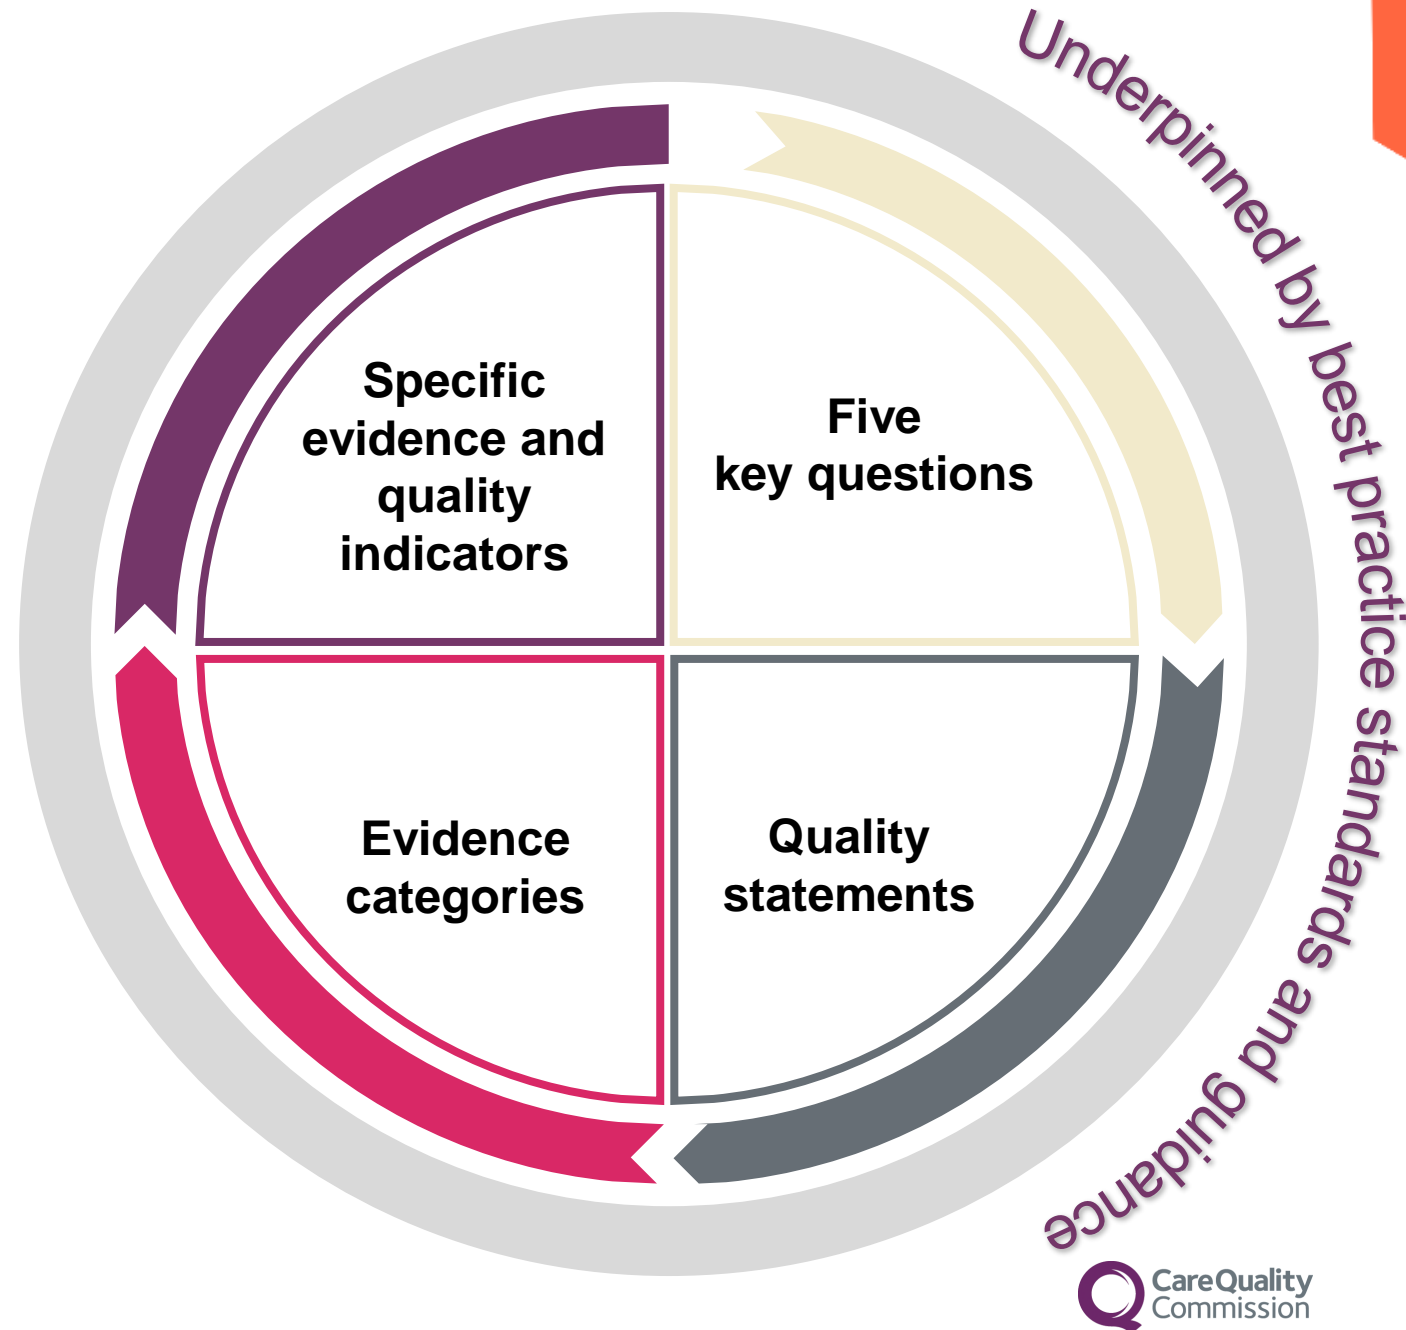 Underpinned by best practice standards and guidance
Specific
evidence and
quality
indicators
Five
key questions
Evidence
categories
Quality
statements
CareQuality
Commission